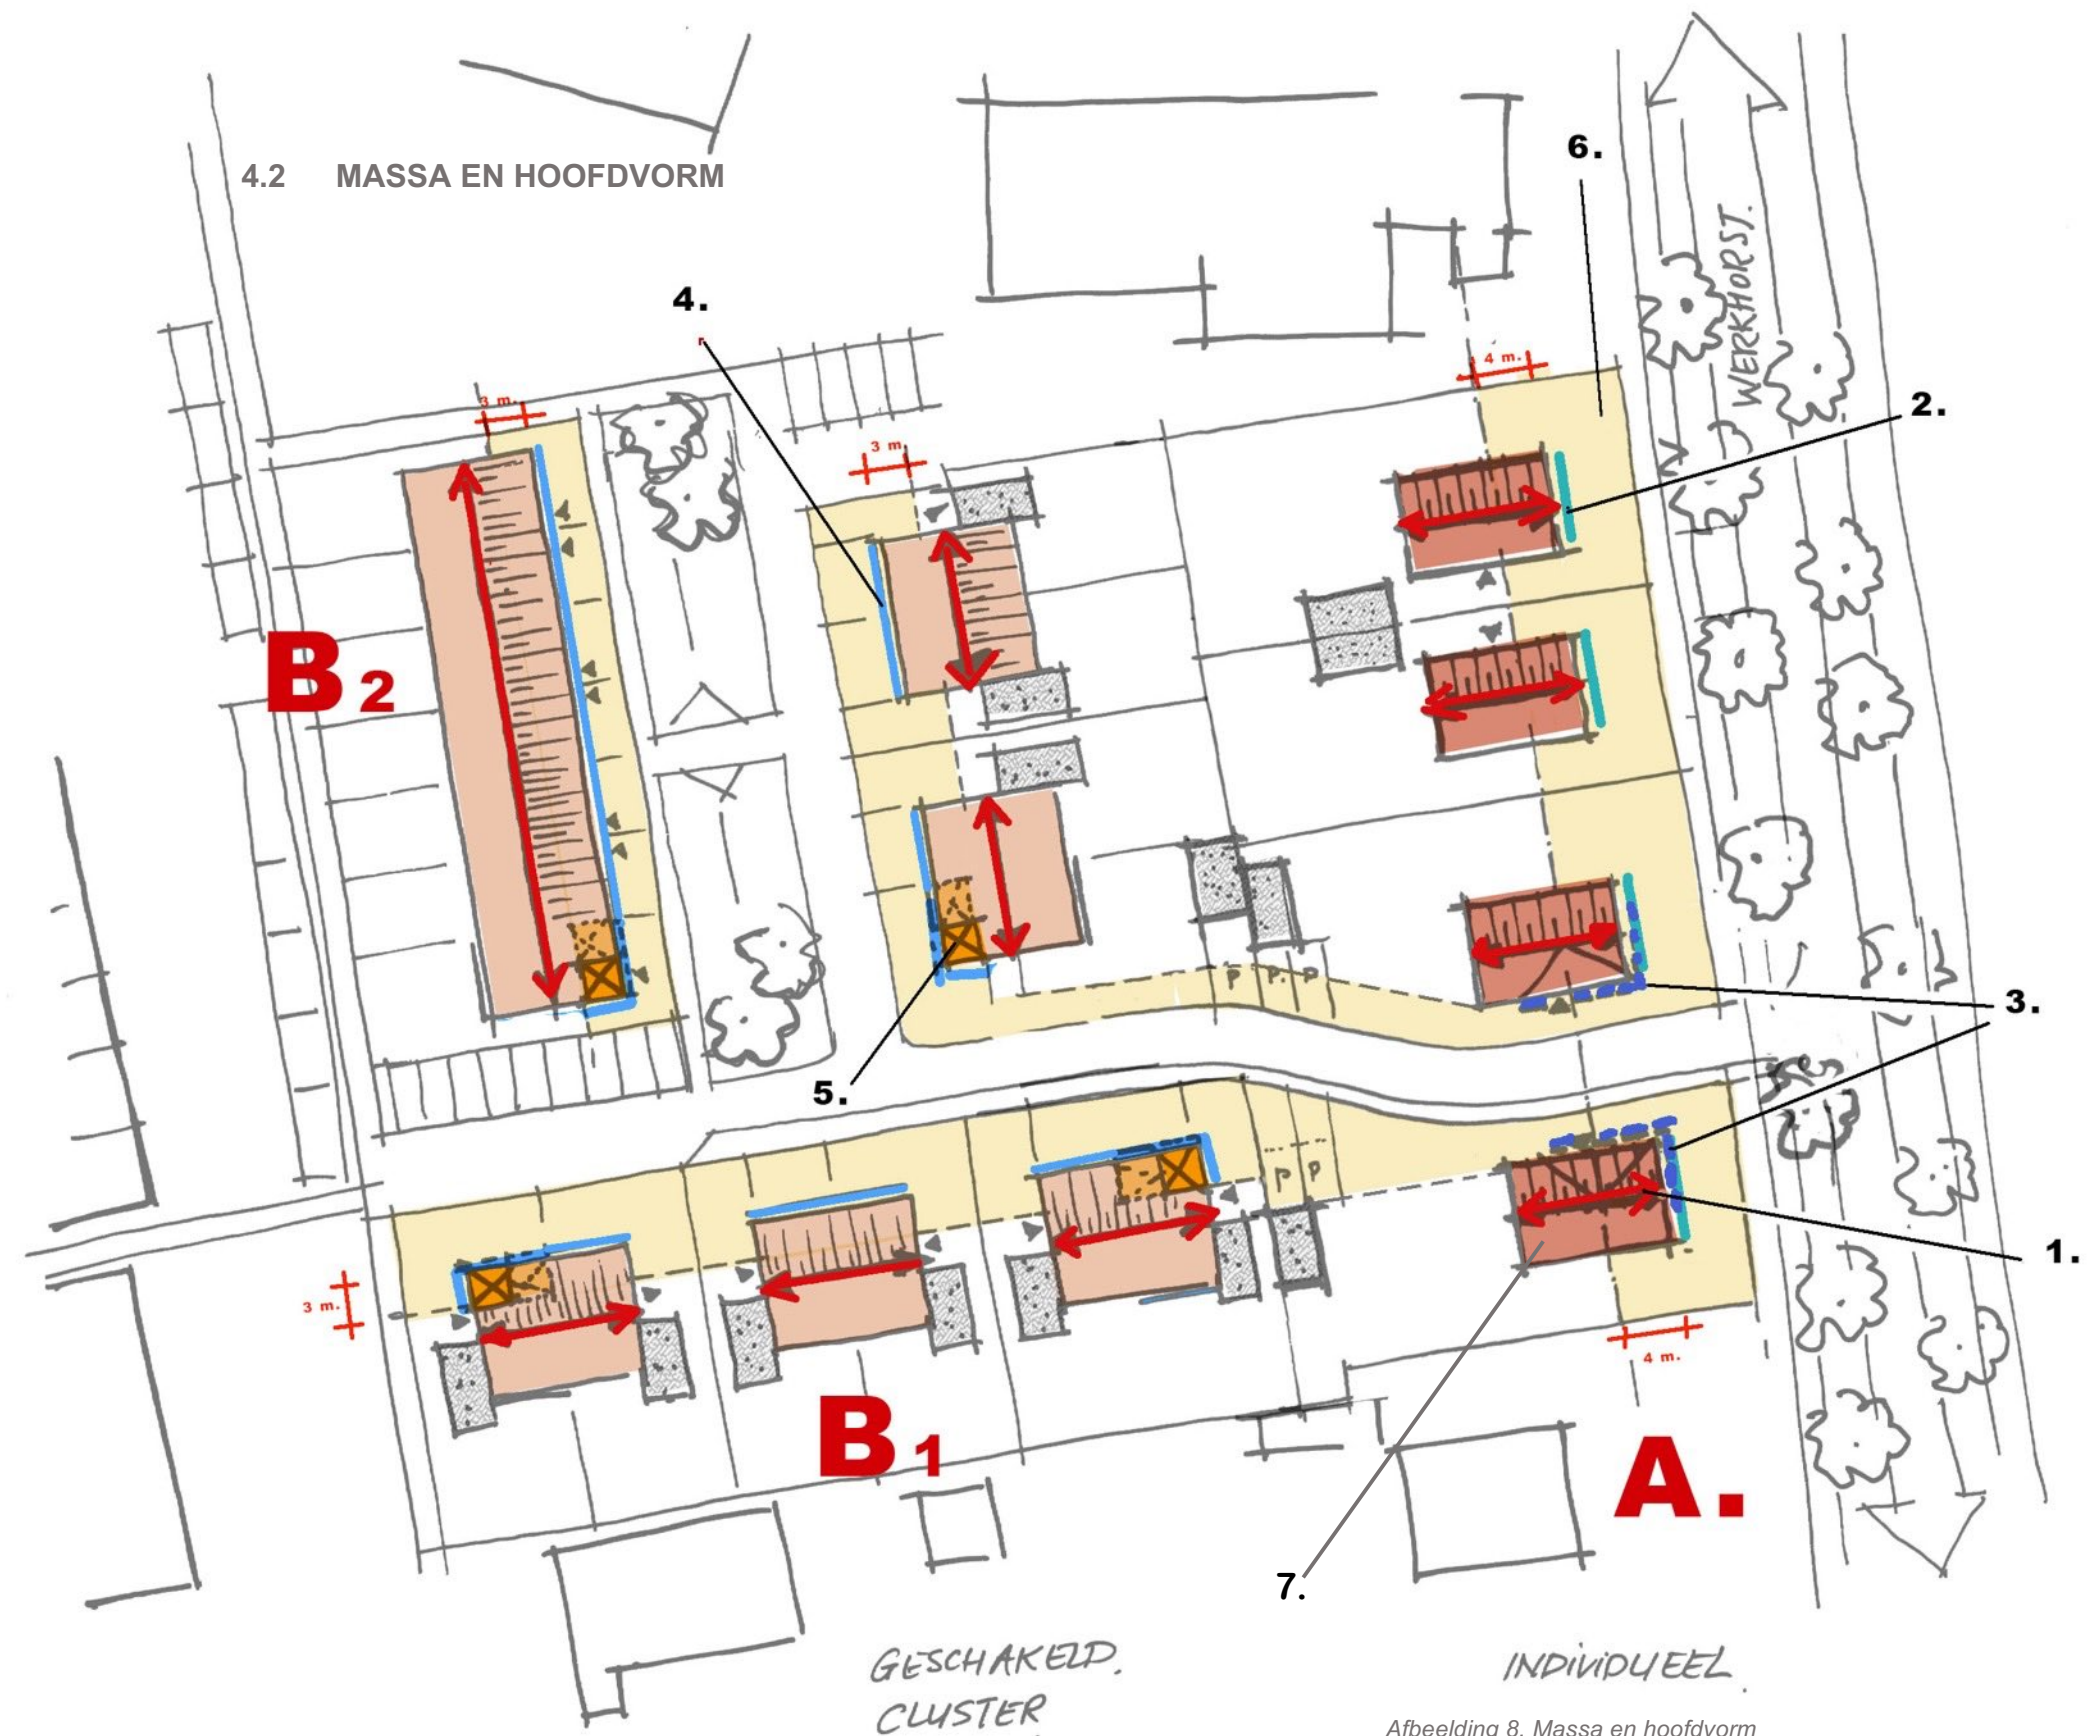 6.
4.2 MASSA EN HOOFDVORM
WERKHORST.
4.
4 m.
3 m.
2.
3 m
B2
P P. P
3.
5.
P P
1.
3 m.
4 m.
B1
A.
7.
GESCHAKELD.
CLUSTER
INDIVIDUEEL.
Afbeelding 8. Massa en hoofdvorm